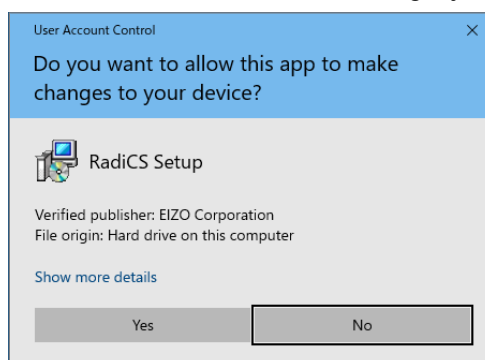 User Account Control
Do you want to allow this app to make
changes to your device?
RadiCS Setup
Verified publisher: EIZO Corporation
File origin: Hard drive on this computer
Show more details
Yes
No